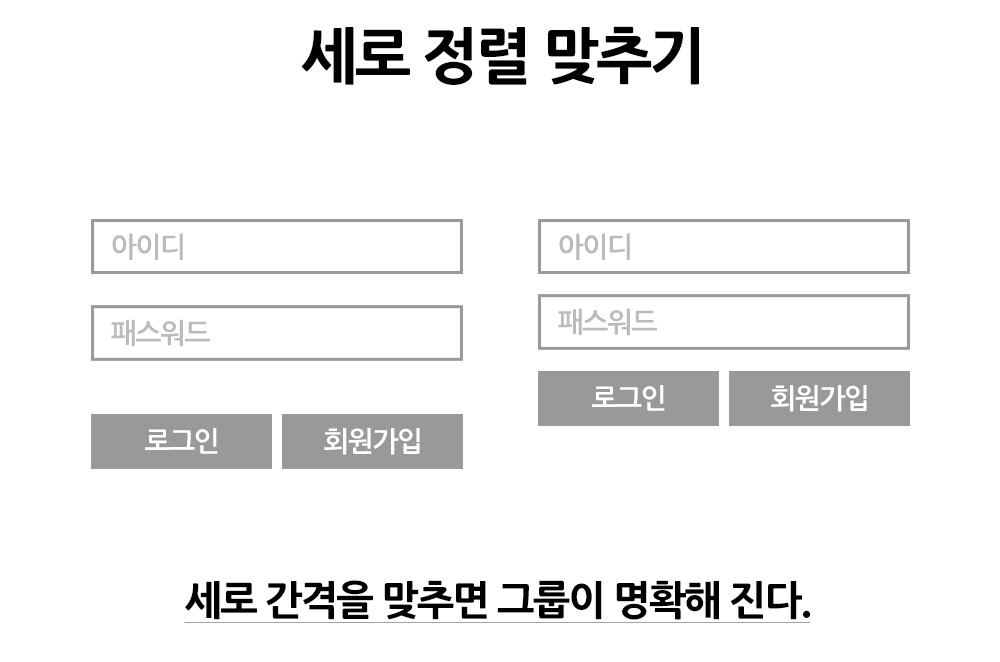 세로 정렬 맞추기
아이디
패스워드
로그인 회원가입
아이디
패스워드
로그인 회원가입
세로 간격을 맞추면 그룹이 명확해 진다.